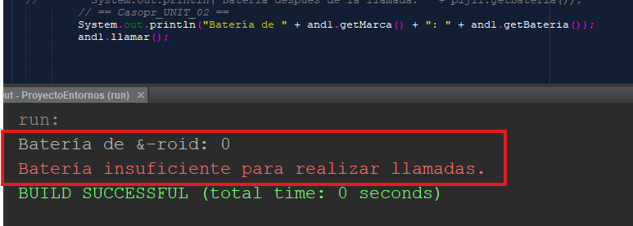 //          System.out.println("Batería después de la llamada: " + pijil.getBateria());
// == Casopr_UNIT_02 ==
System.out.println("Batería de " + andl.getMarca() + ": " + andl.getBateria());
andl.llamar();
out - ProyectoEntornos (run) ×
run:
Batería de &-roid: 0
Batería insuficiente para realizar llamadas.
BUILD SUCCESSFUL (total time: 0 seconds)